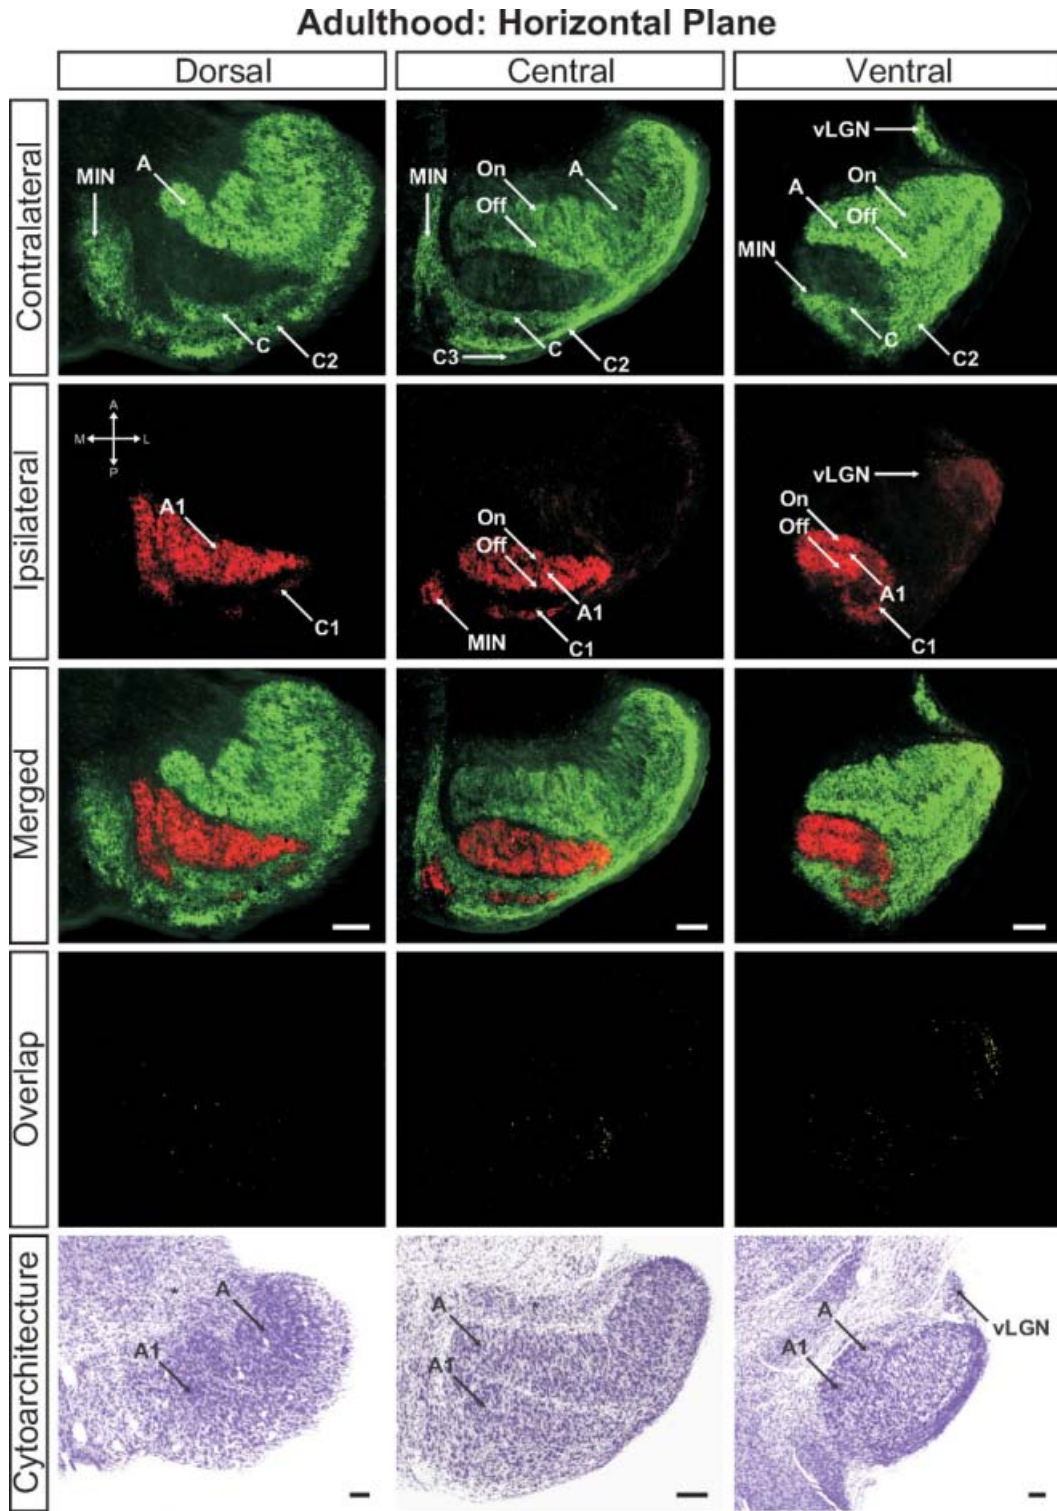 Adulthood: Horizontal Plane
Dorsal
Central
Ventral
Contralateral
MIN
A
C
C2
MIN
On
Off
A
C3
C
C2
vLGN
A
On
Off
MIN
C
C2
Ipsilateral
A
M
L
P
A1
C1
On
Off
A1
MIN
C1
vLGN
On
Off
A1
C1
Merged
Overlap
Cytoarchitecture
*
A
A1
*
A
A1
A
A1
vLGN